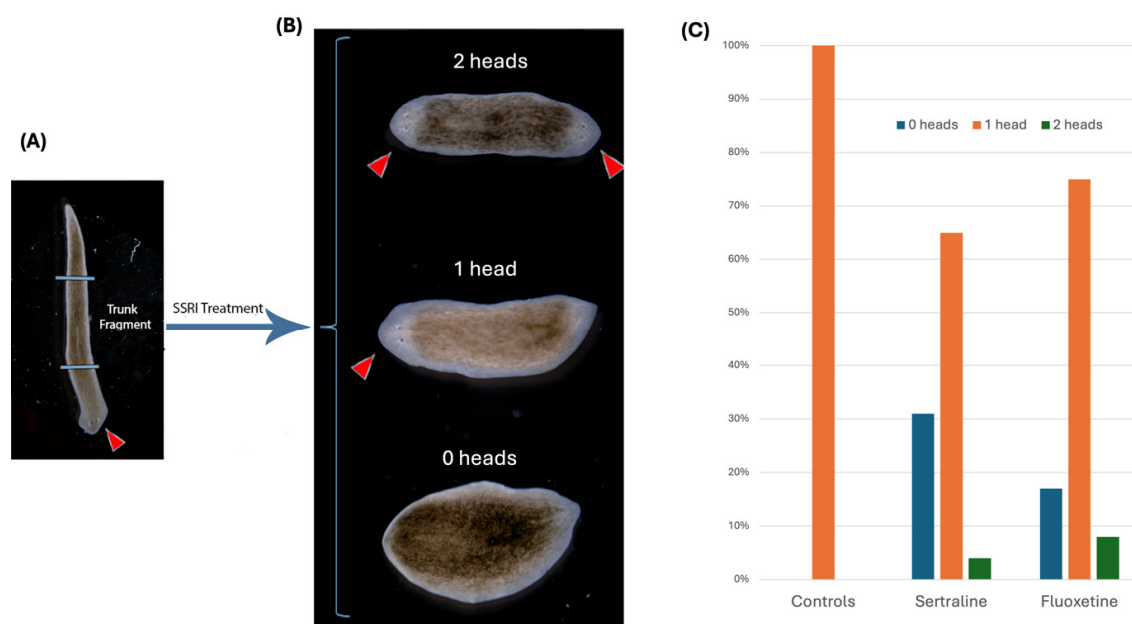 (A)
Trunk
Fragment
SSRI Treatment
(B)
2 heads
1 head
0 heads
(C)
100%
90%
80%
70%
60%
50%
40%
30%
20%
10%
0%
0 heads 1 head 2 heads
Controls Sertraline Fluoxetine